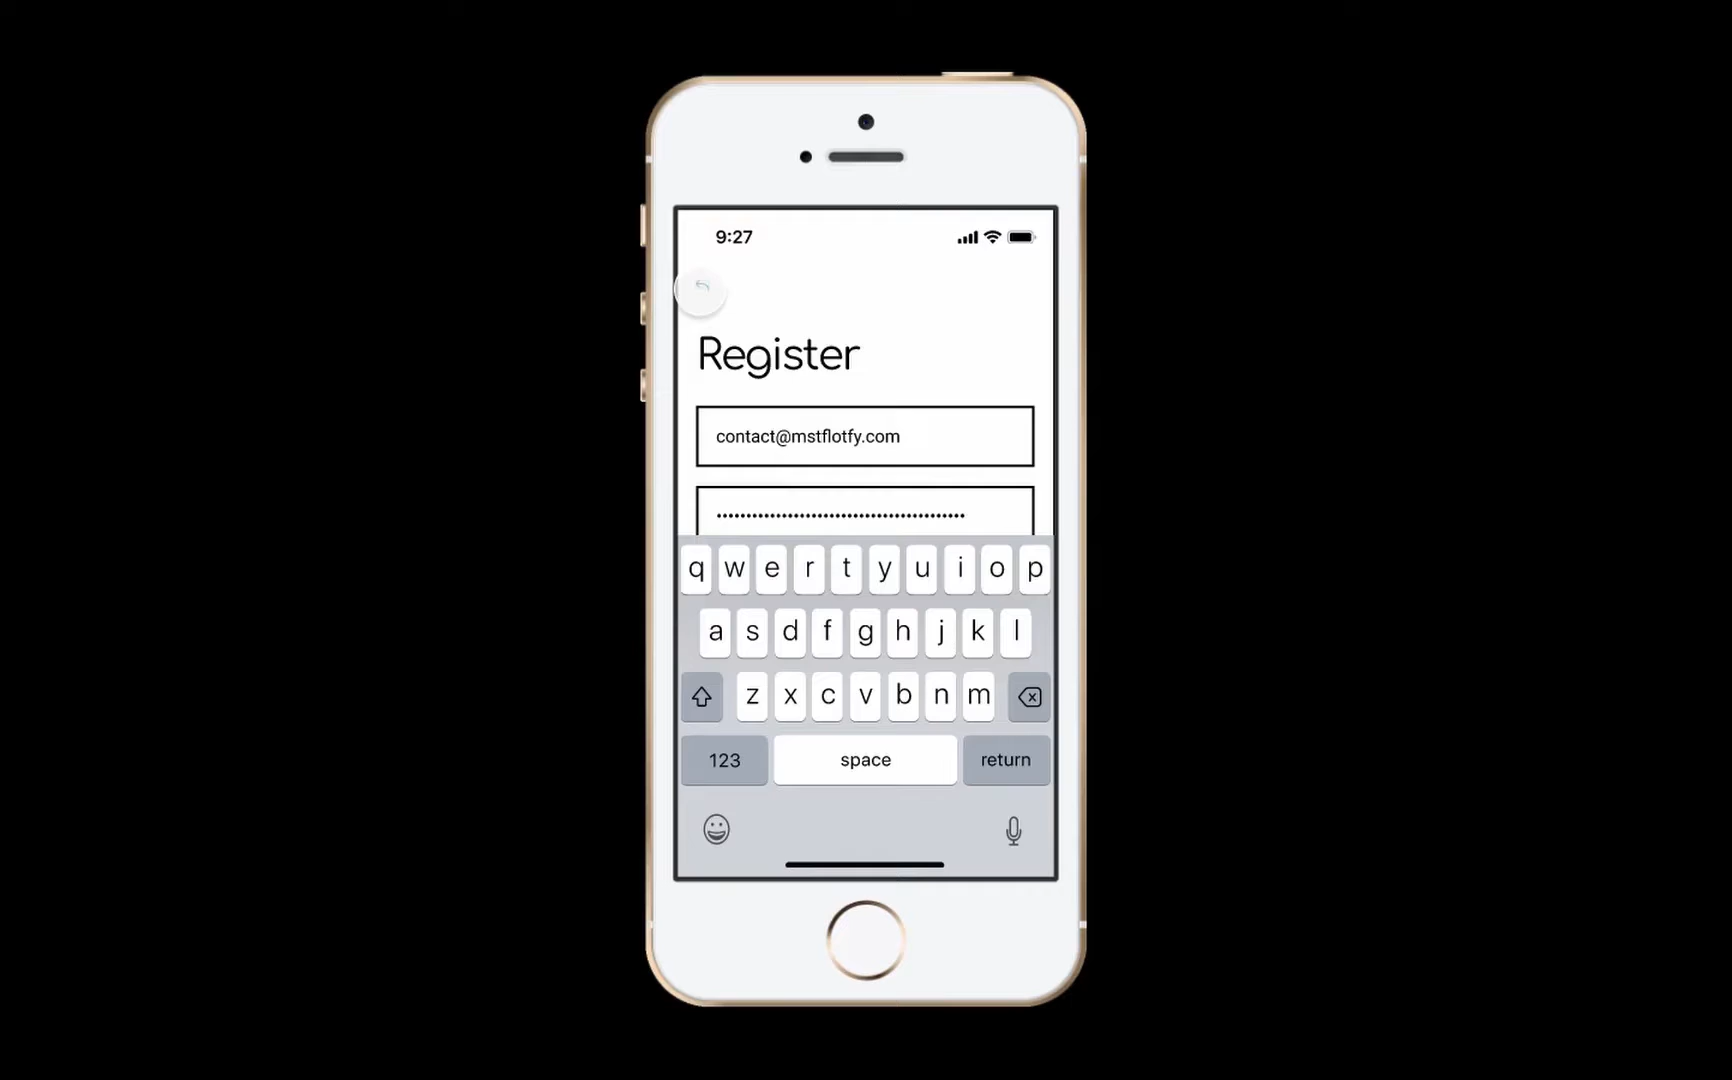 9:27
Register
contact@mstflotfy.com
••••••••••••••••••••••••••••••••••••••••••
q w e r t y u i o p
a s d f g h j k l
z x c v b n m
123 space return